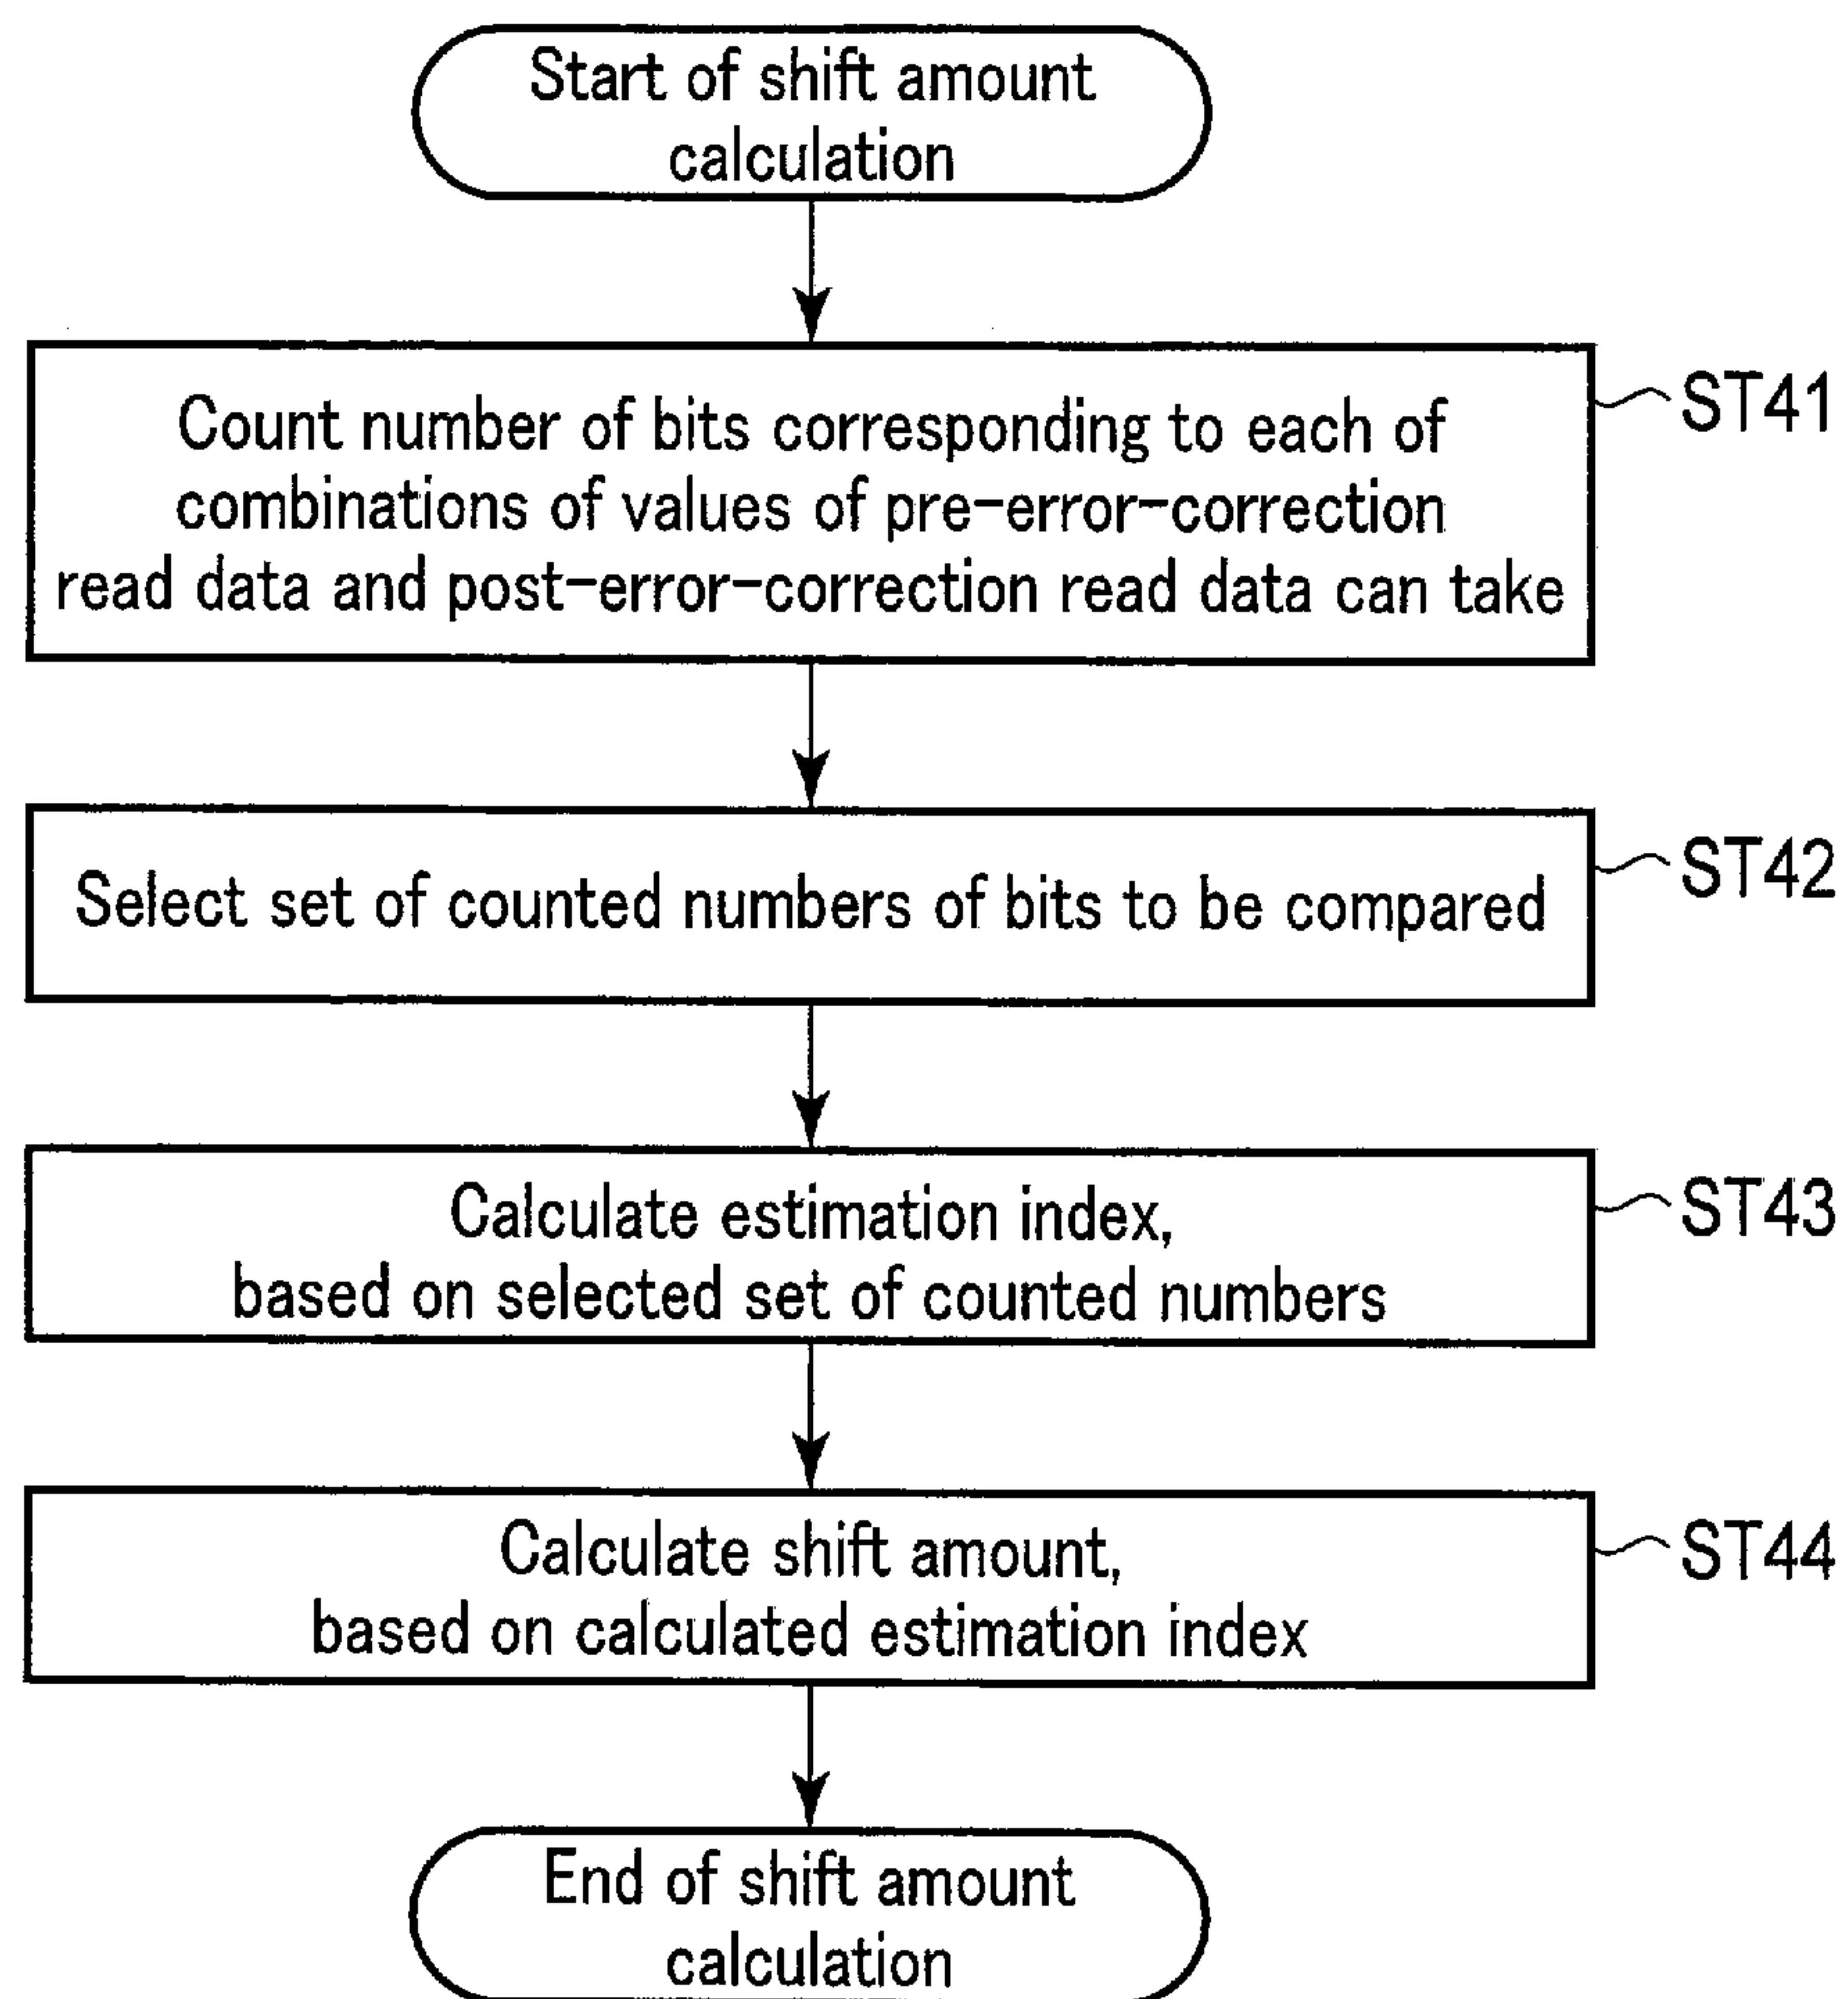 Start of shift amount
calculation
Count number of bits corresponding to each of
combinations of values of pre-error-correction
read data and post-error-correction read data can take
ST41
Select set of counted numbers of bits to be compared
ST42
Calculate estimation index,
based on selected set of counted numbers
ST43
Calculate shift amount,
based on calculated estimation index
ST44
End of shift amount
calculation